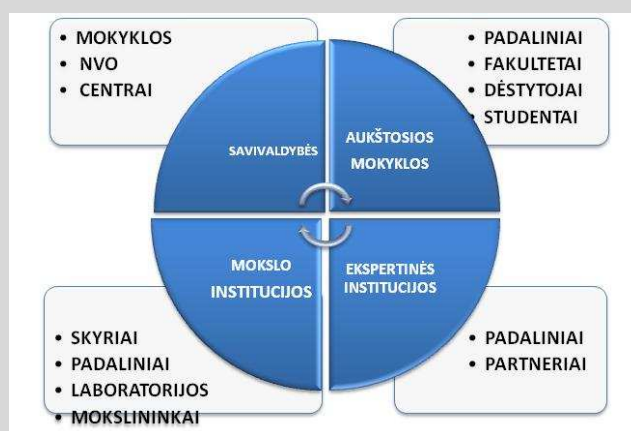 • MOKYKLOS
• NVO
• CENTRAI
• PADALINIAI
• FAKULTETAI
• DĖSTYTOJAI
• STUDENTAI
SAVIVALDYBĖS
AUKŠTOSIOS
MOKYKLOS
MOKSLO
INSTITUCIJOS
EKSPERTINĖS
INSTITUCIJOS
• SKYRIAI
• PADALINIAI
• LABORATORIJOS
• MOKSLININKAI
• PADALINIAI
• PARTNERIAI